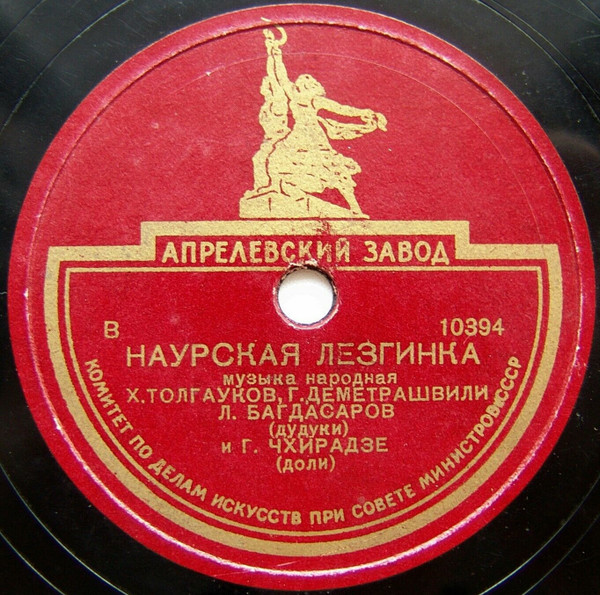 АПРЕЛЕВСКИЙ ЗАВОД
В 10394
НАУРСКАЯ ЛЕЗГИНКА
музыка народная
Х.ТОЛГАУКОВ, Г.ДЕМЕТРАШВИЛИ
Л. БАГДАСАРОВ
(дудуки)
и Г. ЧХИРАДЗЕ
(доли)
КОМИТЕТ ПО ДЕЛАМ ИСКУССТВ ПРИ СОВЕТЕ МИНИСТРОВ СССР